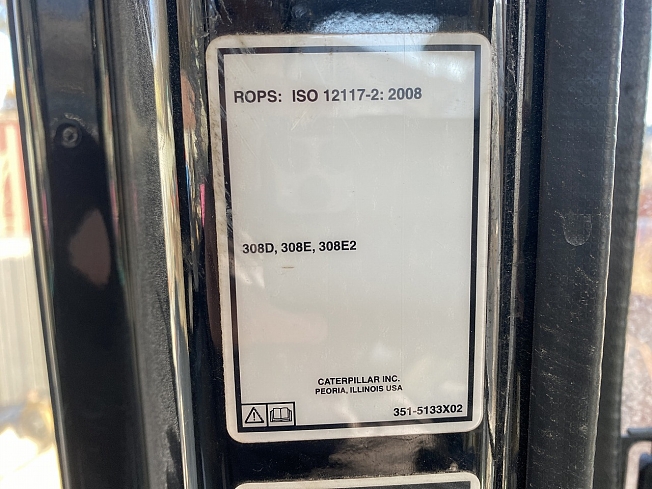 ROPS: ISO 12117-2: 2008
308D, 308E, 308E2
CATERPILLAR INC.
PEORIA, ILLINOIS USA
351-5133X02